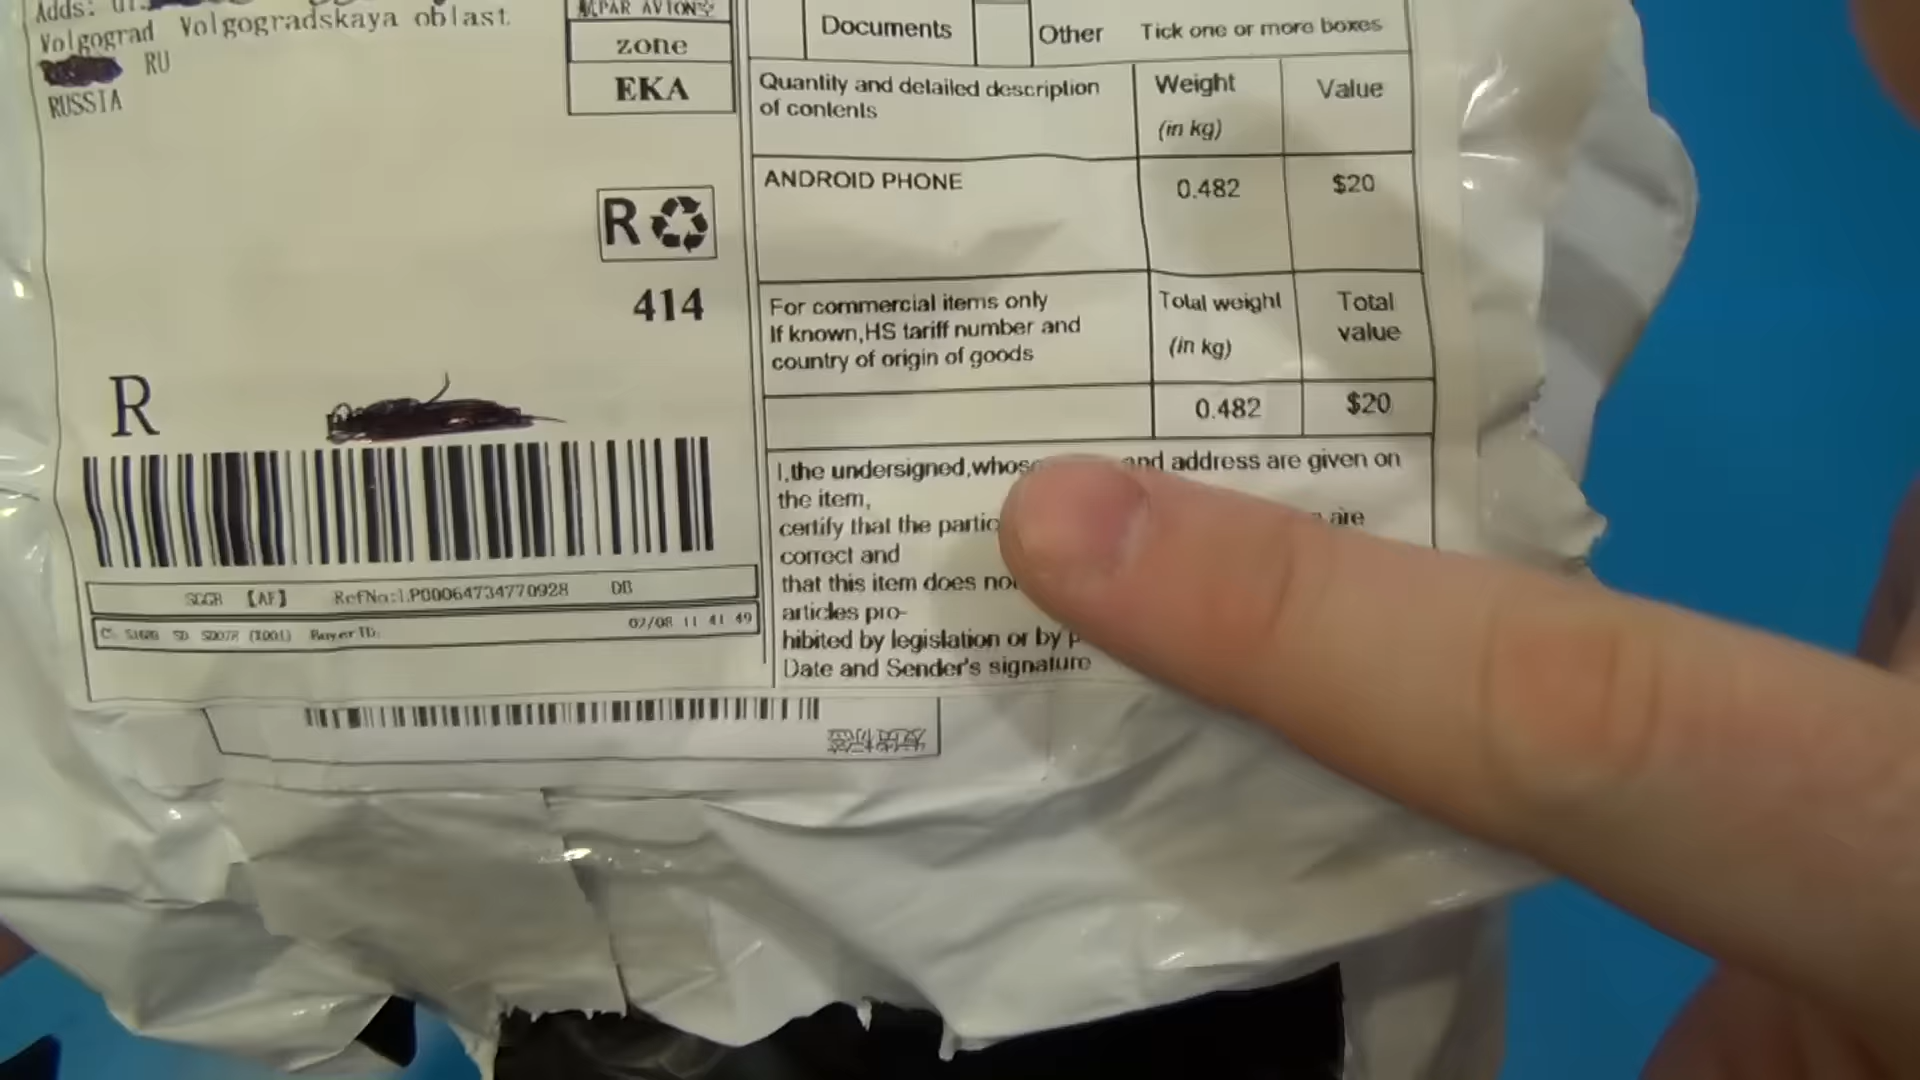 Adds: ul.
Volgograd Volgogradskaya oblast
RU
RUSSIA
PAR AVION
zone
EKA
R
414
R
RefNo:LP00064734770928 DB
Buyer ID:
02/08 11 41 49
Documents
Other
Tick one or more boxes
Quantity and detailed description
of contents
Weight
(in kg)
Value
ANDROID PHONE
0.482
$20
For commercial items only
If known,HS tariff number and
country of origin of goods
Total weight
(in kg)
Total
value
0.482
$20
I,the undersigned,whose and address are given on
the item,
certify that the partic are
correct and
that this item does not
articles pro-
hibited by legislation or by p
Date and Sender's signature